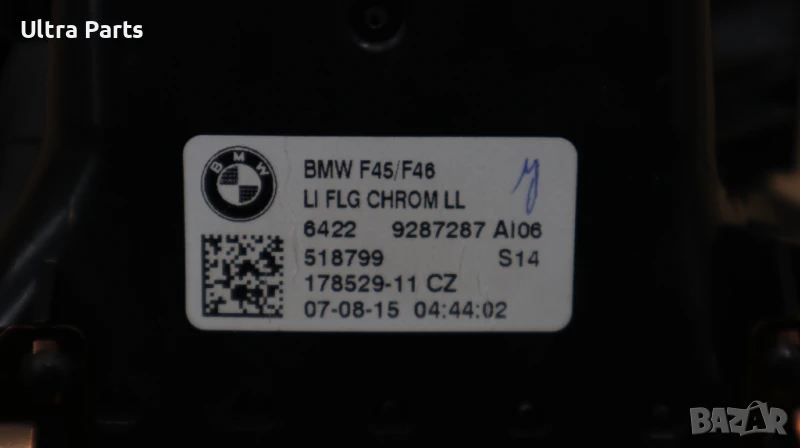 Ultra Parts
BMW
BMW F45/F46
LI FLG CHROM LL
6422 9287287 AI06
518799 S14
178529-11 CZ
07-08-15 04:44:02
BAZAR